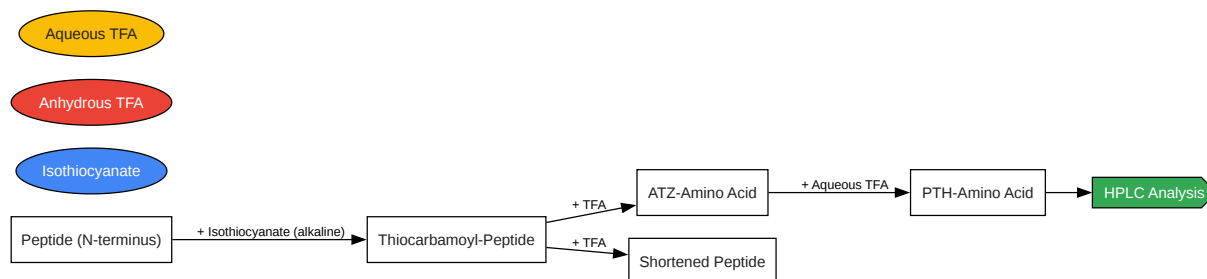 Aqueous TFA
Anhydrous TFA
Isothiocyanate
Peptide (N-terminus)
+ Isothiocyanate (alkaline)
Thiocarbamoyl-Peptide
+ TFA
+ TFA
ATZ-Amino Acid
Shortened Peptide
+ Aqueous TFA
PTH-Amino Acid
HPLC Analysis